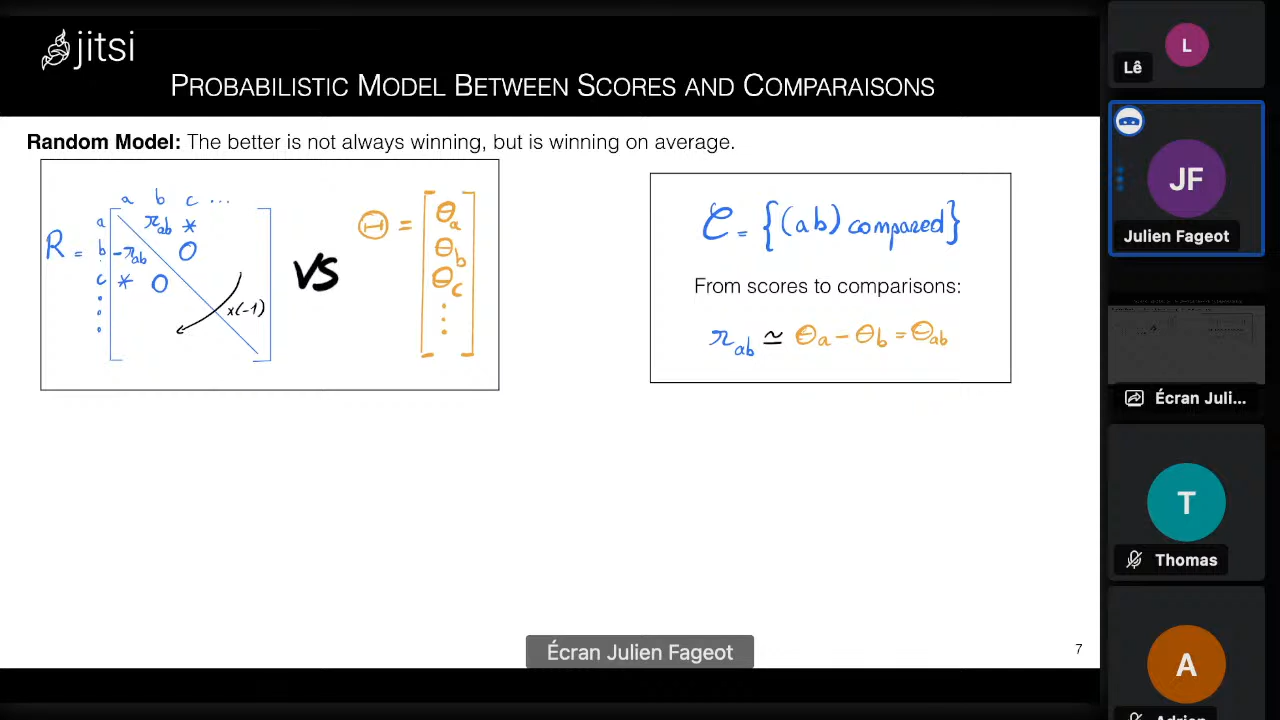 jitsi
PROBABILISTIC MODEL BETWEEN SCORES AND COMPARAISONS
Random Model: The better is not always winning, but is winning on average.
a b c ...
a r_ab *
R = b -r_ab 0
c * 0
x(-1)
VS
Θ = [θ_a θ_b θ_c ⋮]
C = {(ab) compared}
From scores to comparisons:
r_ab ≃ θ_a - θ_b = θ_ab
Écran Julien Fageot
7
L
Lê
JF
Julien Fageot
Écran Juli...
T
Thomas
A
Adrien